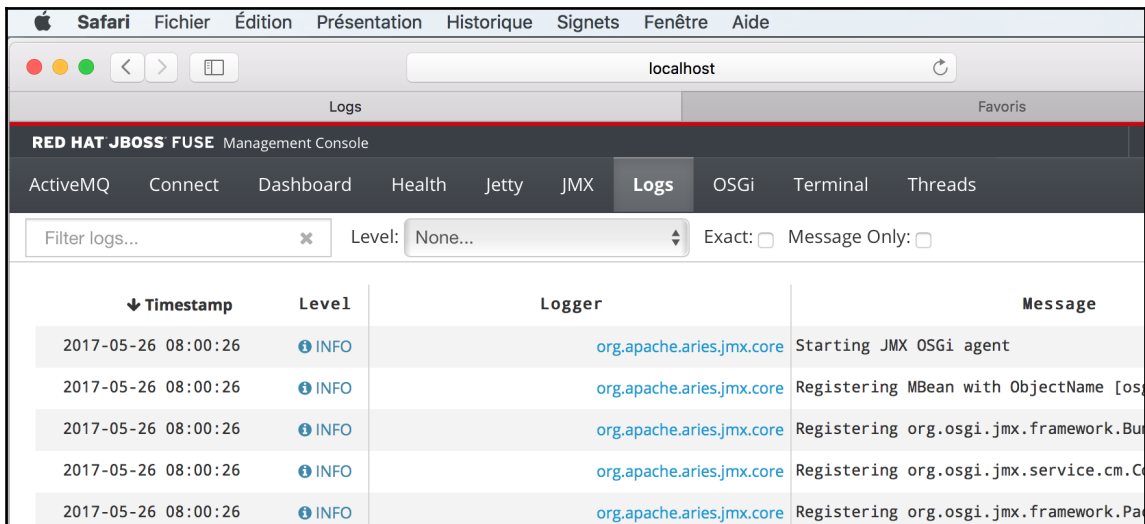 Safari Fichier Édition Présentation Historique Signets Fenêtre Aide
localhost
Logs Favoris
RED HAT JBOSS FUSE Management Console
ActiveMQ Connect Dashboard Health Jetty JMX Logs OSGi Terminal Threads
Filter logs... Level: None... Exact: Message Only:
Timestamp Level Logger Message
2017-05-26 08:00:26 INFO org.apache.aries.jmx.core Starting JMX OSGi agent
2017-05-26 08:00:26 INFO org.apache.aries.jmx.core Registering MBean with ObjectName
2017-05-26 08:00:26 INFO org.apache.aries.jmx.core Registering
2017-05-26 08:00:26 INFO org.apache.aries.jmx.core Registering
2017-05-26 08:00:26 INFO org.apache.aries.jmx.core Registering